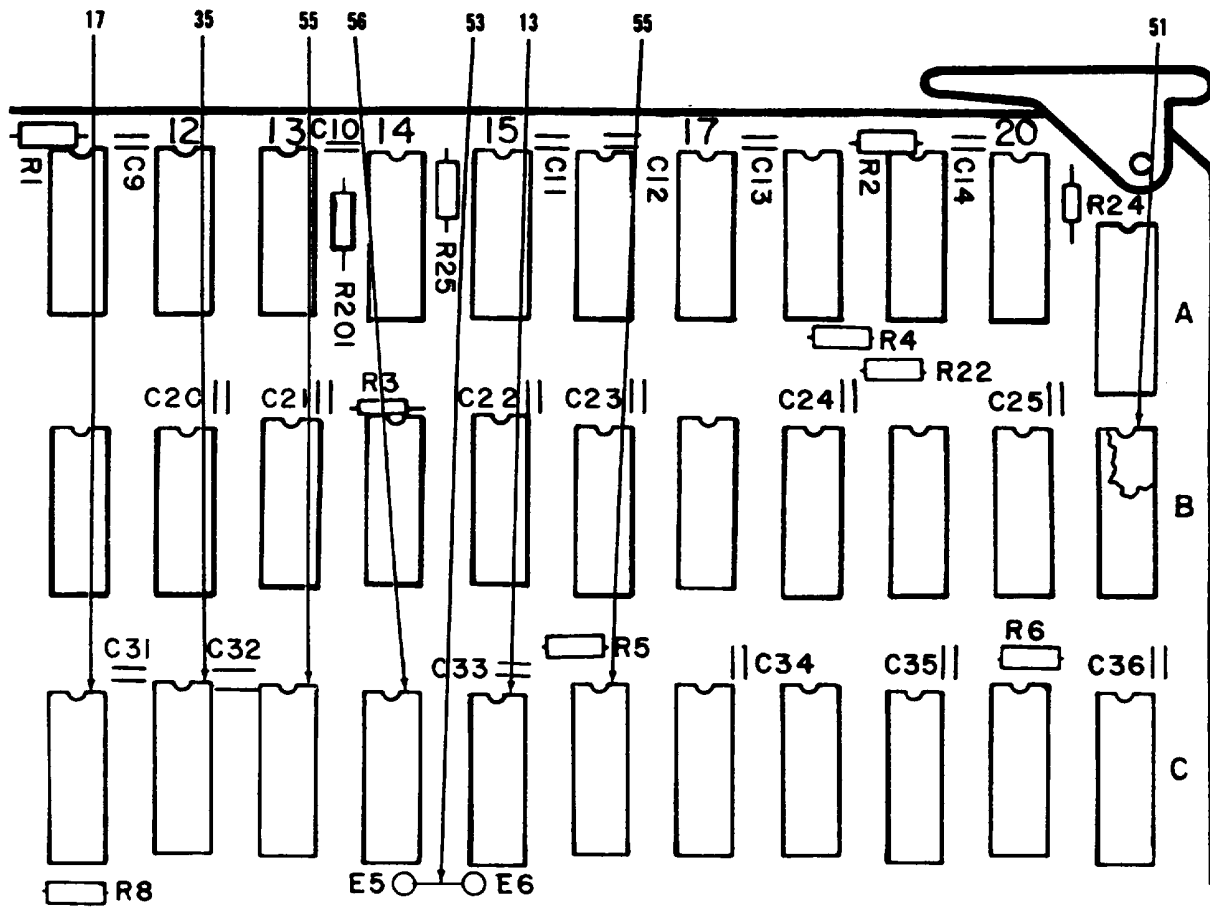 17 35 55 56 53 13 55 51
12 13 C10 14 15 17 20
R1 C9 C11 C12 C13 R2 C14 R24
R201 R25
A
R4
R22
R3
C20 C21 C22 C23 C24 C25
B
C31 C32 C33 R5 C34 C35 R6 C36
C
R8 E5 E6